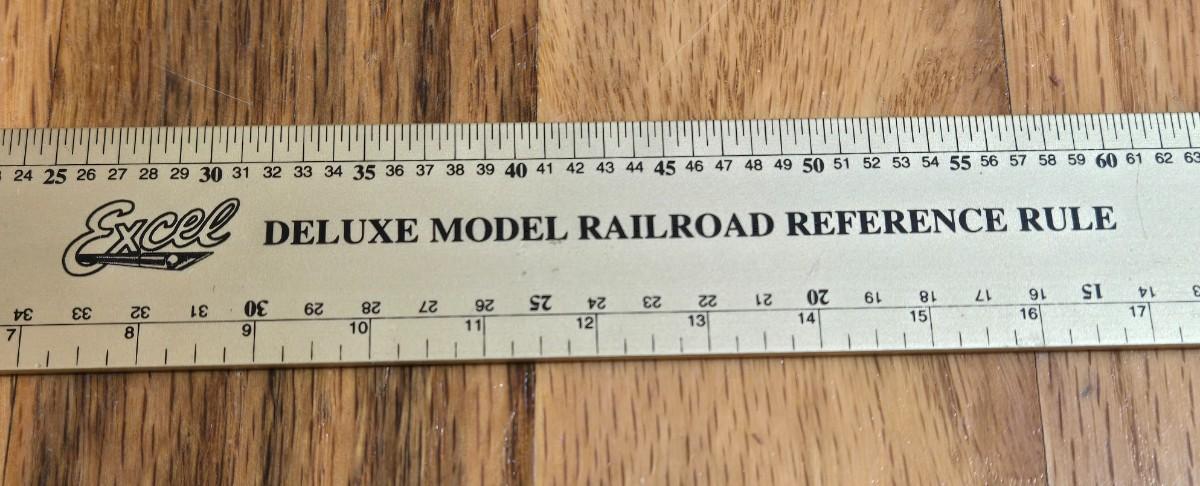 24 25 26 27 28 29 30 31 32 33 34 35 36 37 38 39 40 41 42 43 44 45 46 47 48 49 50 51 52 53 54 55 56 57 58 59 60 61 62 63
Excel DELUXE MODEL RAILROAD REFERENCE RULE
34 33 32 31 30 29 28 27 26 25 24 23 22 21 20 19 18 17 16 15 14
7 8 9 10 11 12 13 14 15 16 17